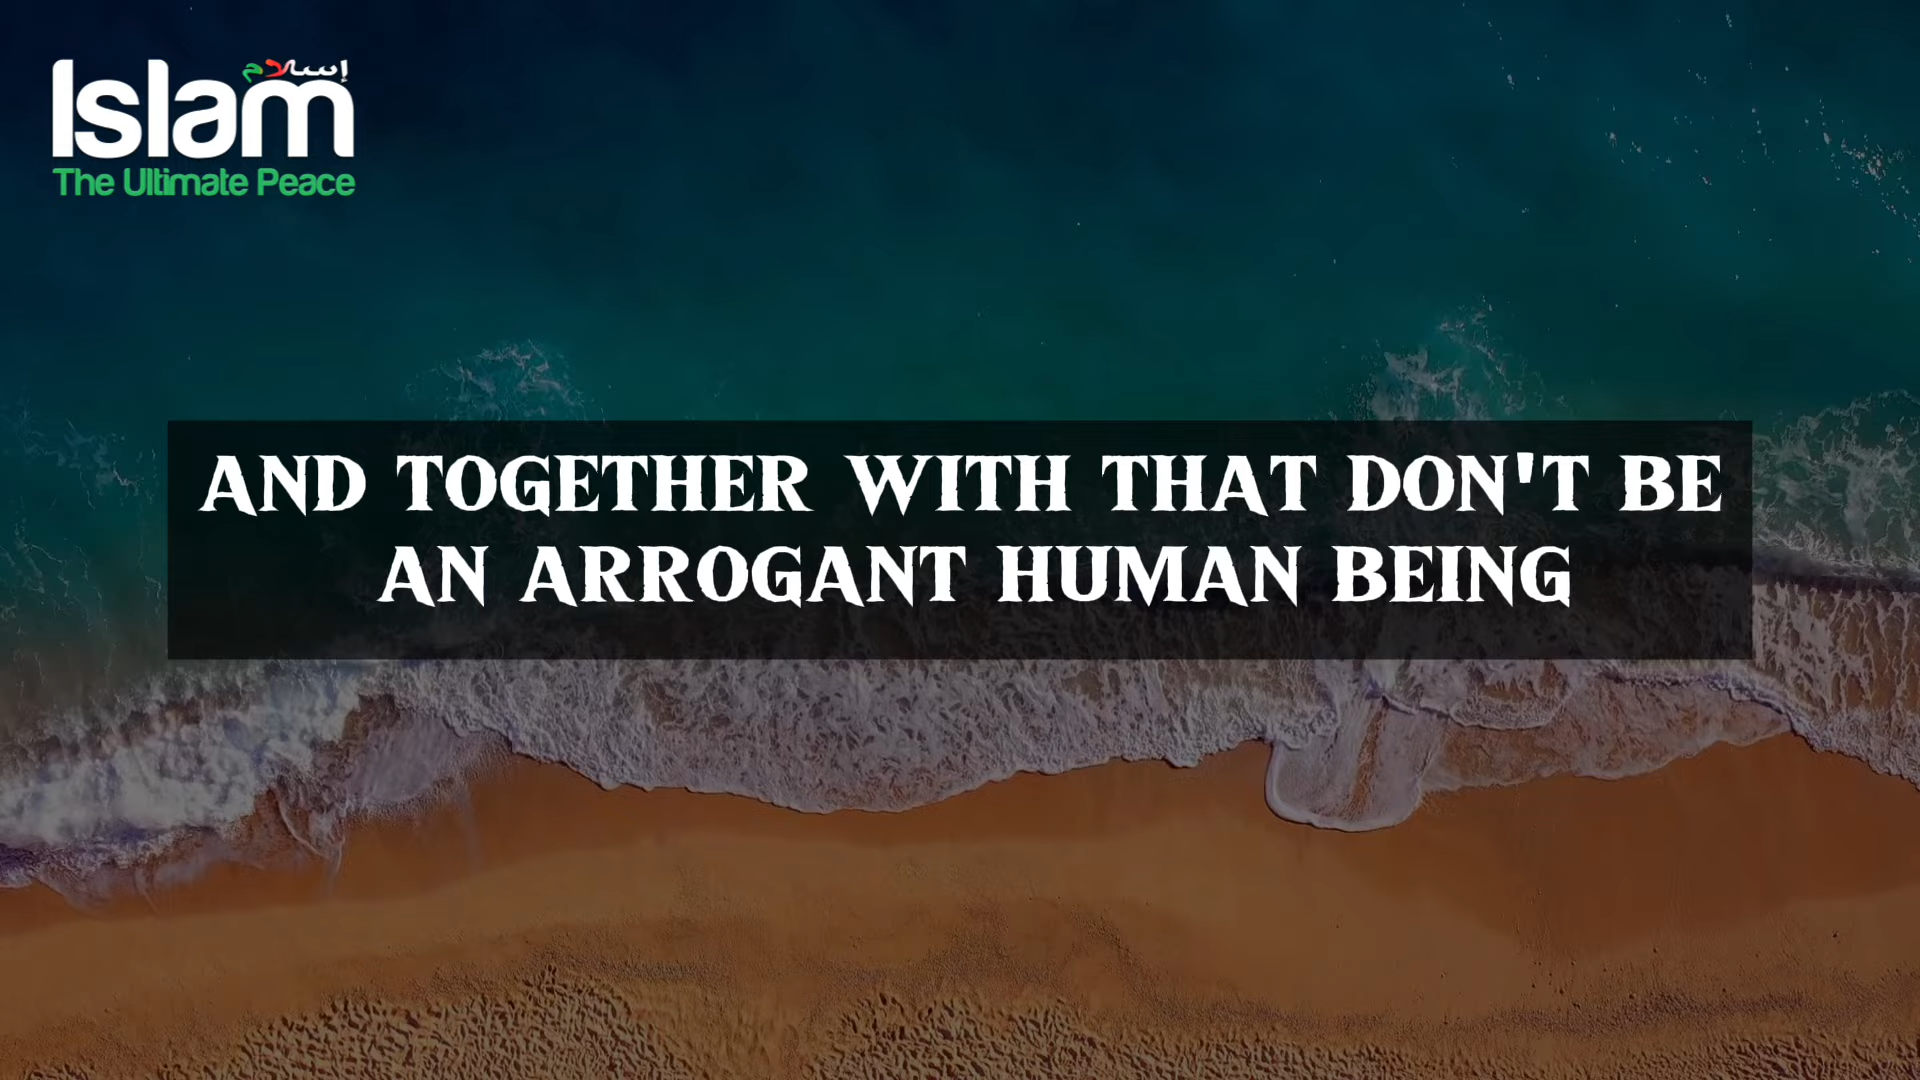 إسلام
Islam
The Ultimate Peace
AND TOGETHER WITH THAT DON'T BE
AN ARROGANT HUMAN BEING